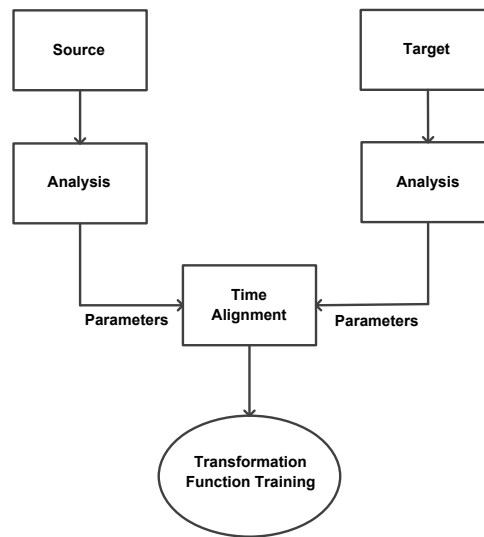 Source
Target
Analysis
Analysis
Time
Alignment
Parameters
Parameters
Transformation
Function Training